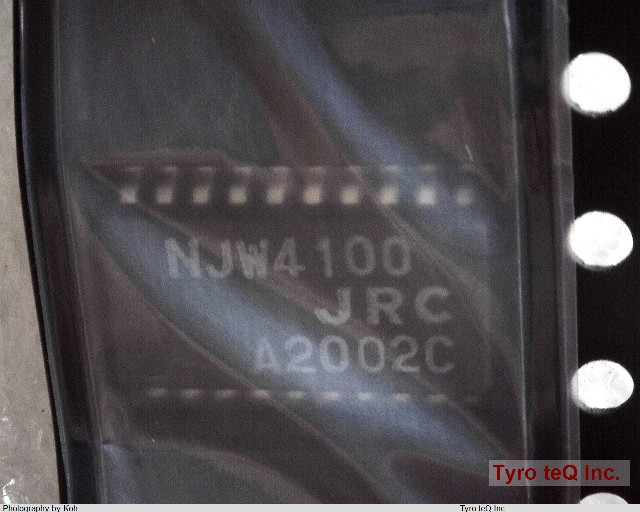 NJW4100
JRC
A2002C
Tyro teQ Inc.
Photography by Koh
Tyro teQ Inc